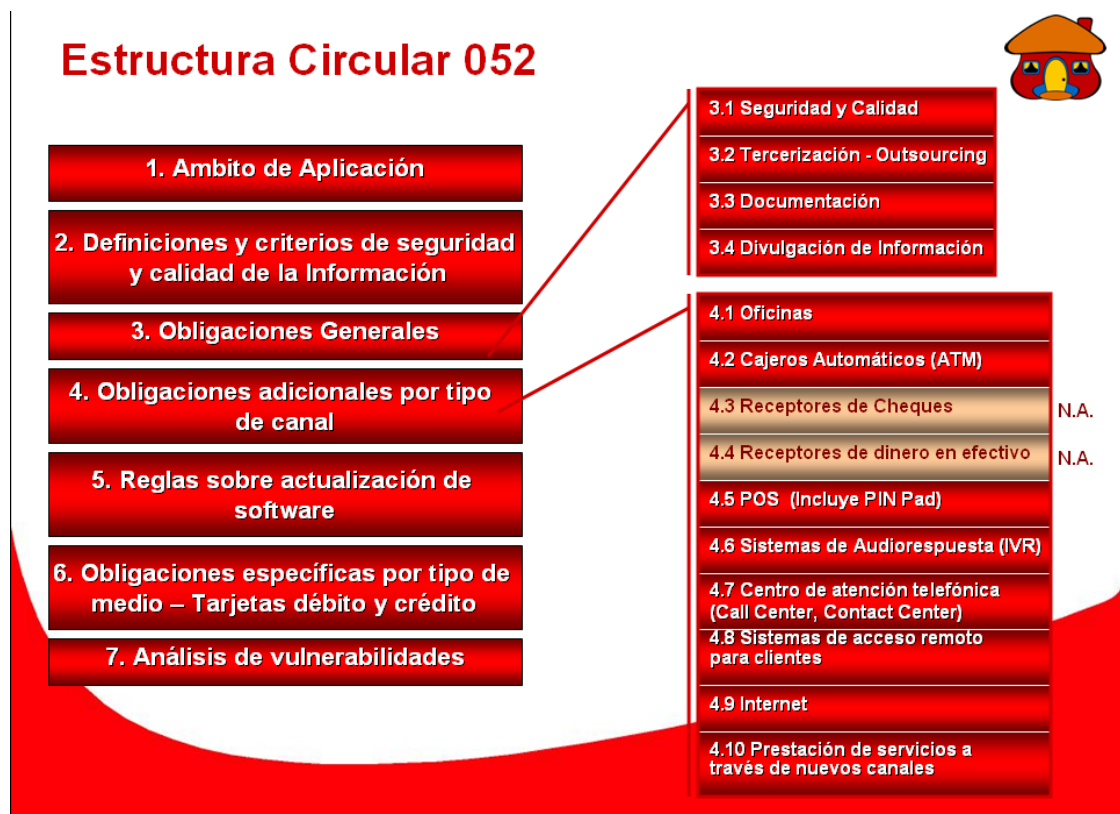 Estructura Circular 052
1. Ambito de Aplicación
2. Definiciones y criterios de seguridad
y calidad de la Información
3. Obligaciones Generales
4. Obligaciones adicionales por tipo
de canal
5. Reglas sobre actualización de
software
6. Obligaciones específicas por tipo de
medio – Tarjetas débito y crédito
7. Análisis de vulnerabilidades
3.1 Seguridad y Calidad
3.2 Tercerización - Outsourcing
3.3 Documentación
3.4 Divulgación de Información
4.1 Oficinas
4.2 Cajeros Automáticos (ATM)
4.3 Receptores de Cheques
N.A.
4.4 Receptores de dinero en efectivo
N.A.
4.5 POS (Incluye PIN Pad)
4.6 Sistemas de Audiorespuesta (IVR)
4.7 Centro de atención telefónica
(Call Center, Contact Center)
4.8 Sistemas de acceso remoto
para clientes
4.9 Internet
4.10 Prestación de servicios a
través de nuevos canales